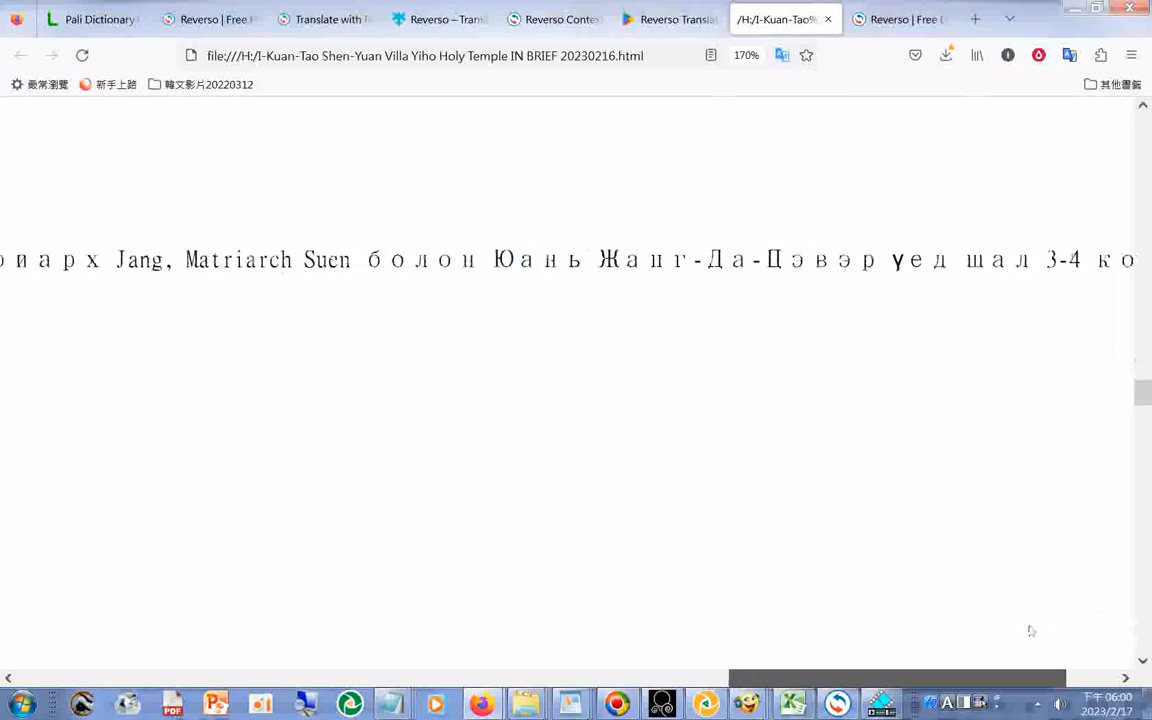 Pali Dictionary
Reverso | Free
Translate with
Reverso – Trans
Reverso Conte
Reverso Transla
/H:/I-Kuan-Tao%
Reverso | Free D
file:///H:/I-Kuan-Tao Shen-Yuan Villa Yiho Holy Temple IN BRIEF 20230216.html
170%
最常瀏覽
新手上路
韓文影片20220312
其他書籤
риарх Jang, Matriarch Suen болон Юань Жанг-Да-Цэвэр үед шал 3-4 ко
下午 06:00
2023/2/17